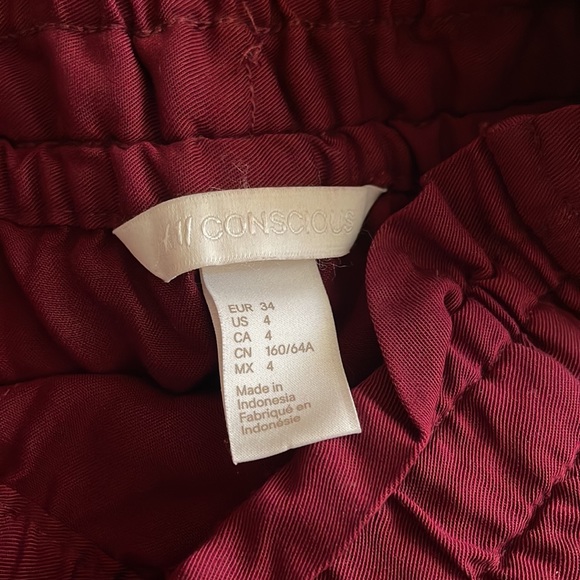 CONSCIOUS
EUR 34
US 4
CA 4
CN 160/64A
MX 4
Made in
Indonesia
Fabriqué en
Indonésie